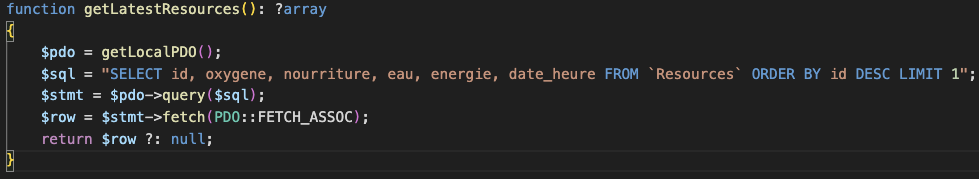 function getLatestResources(): ?array
{
    $pdo = getLocalPDO();
    $sql = "SELECT id, oxygene, nourriture, eau, energie, date_heure FROM `Resources` ORDER BY id DESC LIMIT 1";
    $stmt = $pdo->query($sql);
    $row = $stmt->fetch(PDO::FETCH_ASSOC);
    return $row ?: null;
}